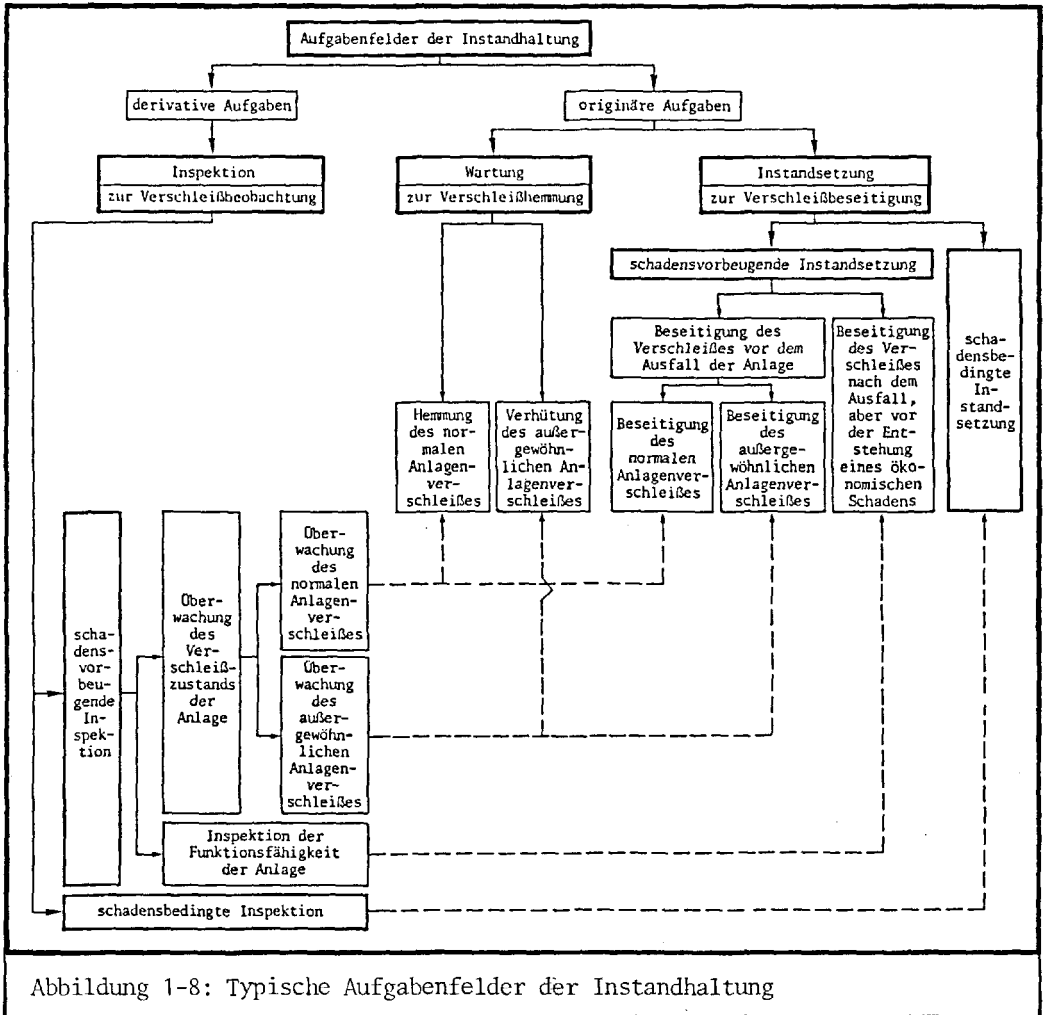 Aufgabenfelder der Instandhaltung
derivative Aufgaben
originäre Aufgaben
Inspektion
zur Verschleißbeobachtung
Wartung
zur Verschleißhemmung
Instandsetzung
zur Verschleißbeseitigung
schadensvorbeugende Instandsetzung
scha-
densbe-
dingte
In-
stand-
setzung
Beseitigung des
Verschleißes vor dem
Ausfall der Anlage
Beseitigung
des Ver-
schleißes
nach dem
Ausfall,
aber vor
der Ent-
stehung
eines öko-
nomischen
Schadens
Hemmung
des nor-
malen
Anlagen-
ver-
schleißes
Verhütung
des außer-
gewöhn-
lichen An-
lagenver-
schleißes
Beseitigung
des
normalen
Anlagenver-
schleißes
Beseitigung
des
außerge-
wöhnlichen
Anlagenver-
schleißes
scha-
dens-
vor-
beu-
gende
In-
spek-
tion
Über-
wachung
des
Ver-
schleiß-
zustands
der
Anlage
Über-
wachung
des
normalen
Anlagen-
ver-
schleißes
Über-
wachung
des
außer-
gewöhn-
lichen
Anlagen-
ver-
schleißes
Inspektion der
Funktionsfähigkeit
der Anlage
schadensbedingte Inspektion
Abbildung 1-8: Typische Aufgabenfelder der Instandhaltung